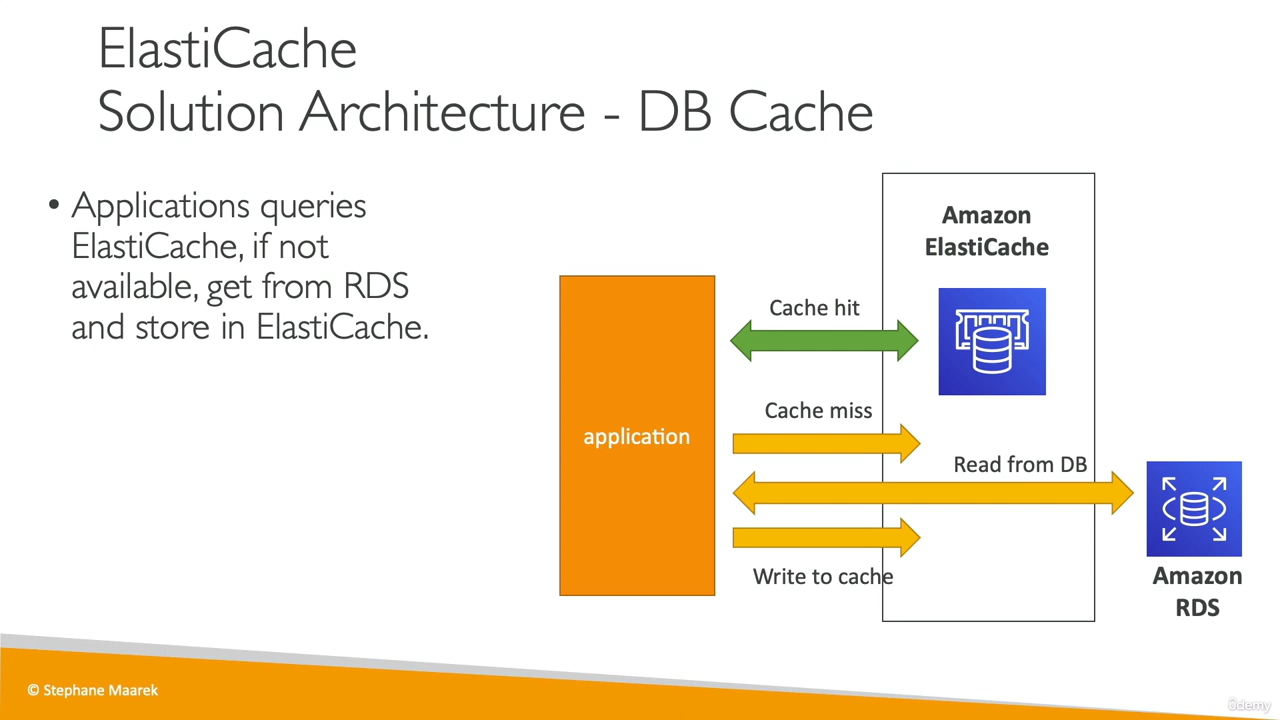 ElastiCache
Solution Architecture - DB Cache
• Applications queries
ElastiCache, if not
available, get from RDS
and store in ElastiCache.
Amazon
ElastiCache
Cache hit
Cache miss
application
Read from DB
Write to cache
Amazon
RDS
© Stephane Maarek
ûdemy